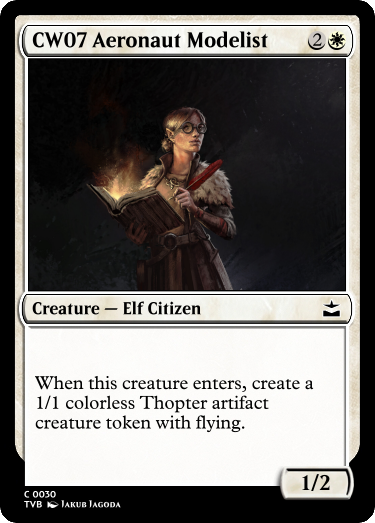 CW07 Aeronaut Modelist 2
Creature — Elf Citizen
When this creature enters, create a
1/1 colorless Thopter artifact
creature token with flying.
1/2
C 0030
TVB Jakub Jagoda